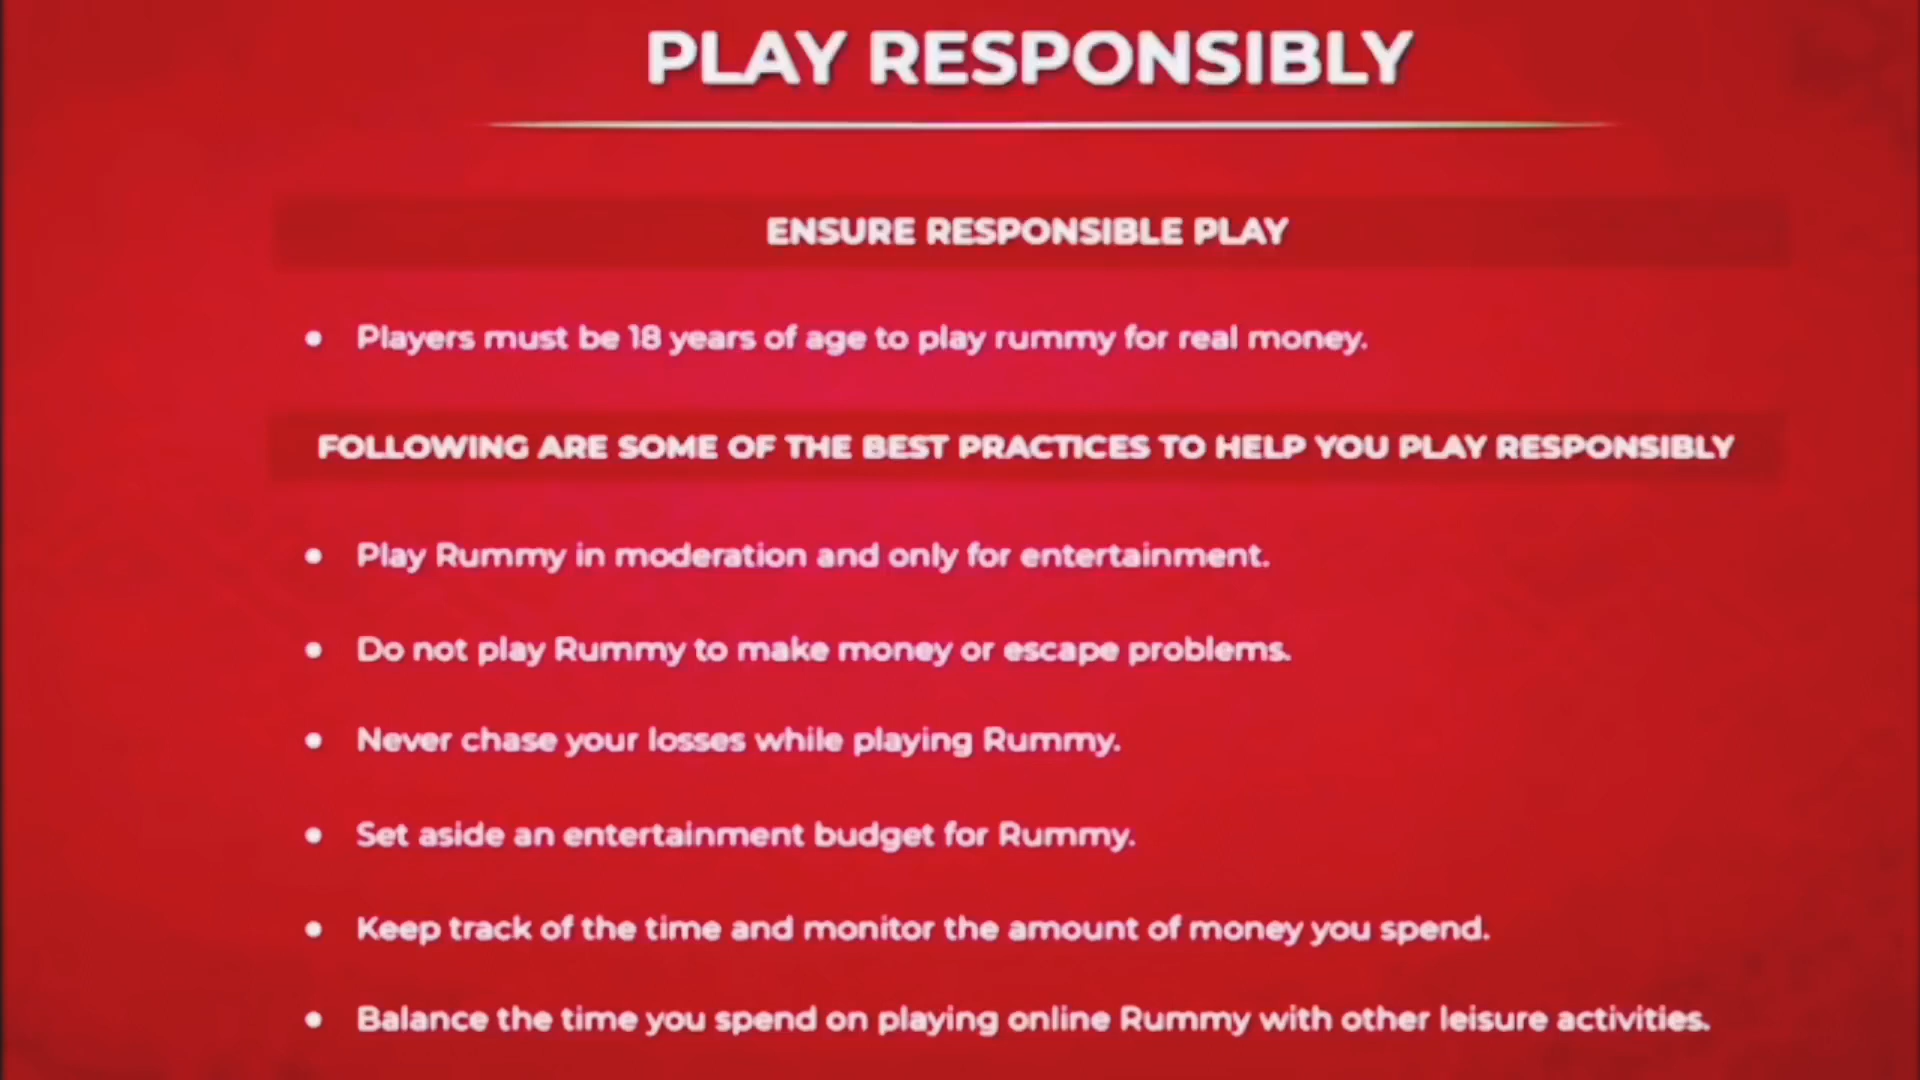 PLAY RESPONSIBLY
ENSURE RESPONSIBLE PLAY
• Players must be 18 years of age to play rummy for real money.
FOLLOWING ARE SOME OF THE BEST PRACTICES TO HELP YOU PLAY RESPONSIBLY
• Play Rummy in moderation and only for entertainment.
• Do not play Rummy to make money or escape problems.
• Never chase your losses while playing Rummy.
• Set aside an entertainment budget for Rummy.
• Keep track of the time and monitor the amount of money you spend.
• Balance the time you spend on playing online Rummy with other leisure activities.